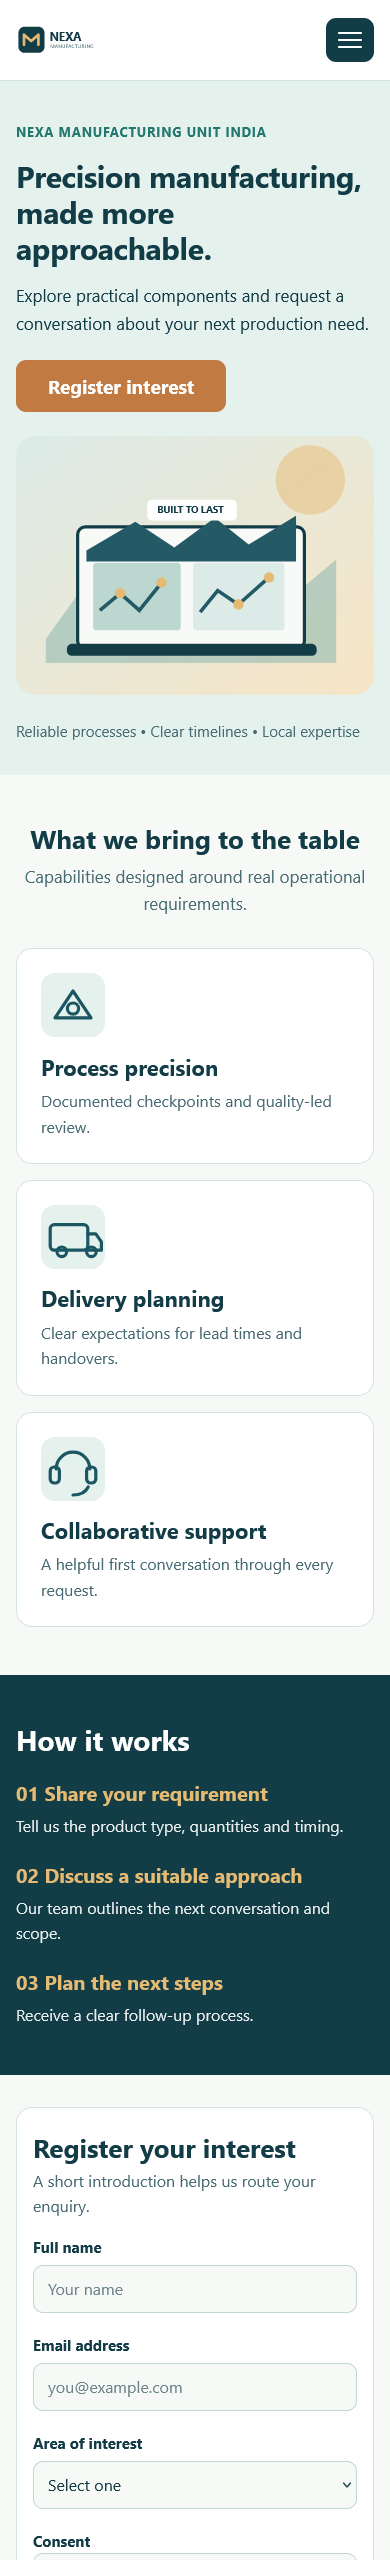 NEXA
MANUFACTURING
NEXA MANUFACTURING UNIT INDIA
Precision manufacturing,
made more
approachable.
Explore practical components and request a
conversation about your next production need.
Register interest
BUILT TO LAST
Reliable processes • Clear timelines • Local expertise
What we bring to the table
Capabilities designed around real operational
requirements.
Process precision
Documented checkpoints and quality-led
review.
Delivery planning
Clear expectations for lead times and
handovers.
Collaborative support
A helpful first conversation through every
request.
How it works
01 Share your requirement
Tell us the product type, quantities and timing.
02 Discuss a suitable approach
Our team outlines the next conversation and
scope.
03 Plan the next steps
Receive a clear follow-up process.
Register your interest
A short introduction helps us route your
enquiry.
Full name
Your name
Email address
you@example.com
Area of interest
Select one
Consent